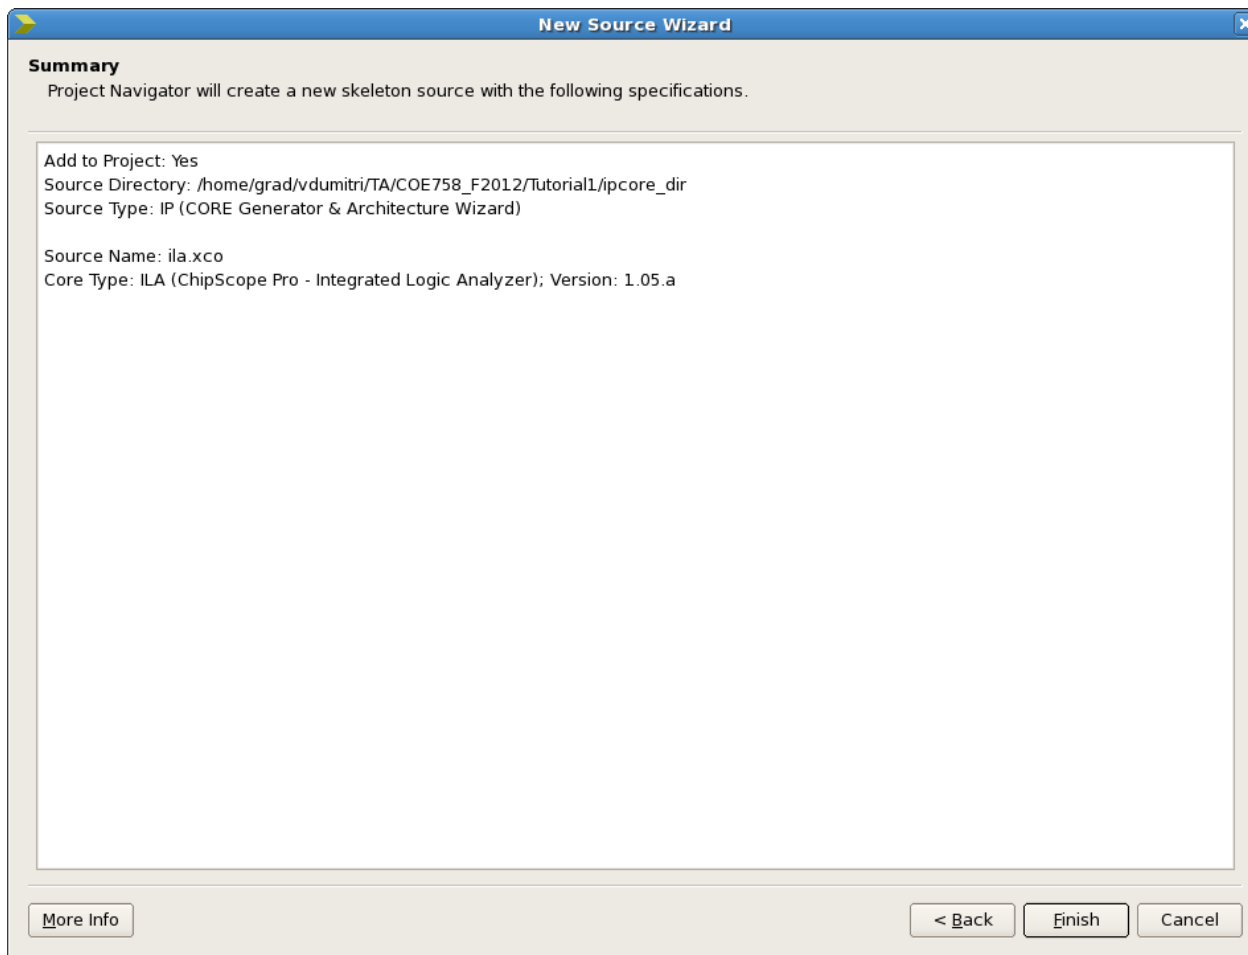 New Source Wizard
Summary
Project Navigator will create a new skeleton source with the following specifications.
Add to Project: Yes
Source Directory: /home/grad/vdumitri/TA/COE758_F2012/Tutorial1/ipcore_dir
Source Type: IP (CORE Generator & Architecture Wizard)
Source Name: ila.xco
Core Type: ILA (ChipScope Pro - Integrated Logic Analyzer); Version: 1.05.a
More Info
< Back
Finish
Cancel